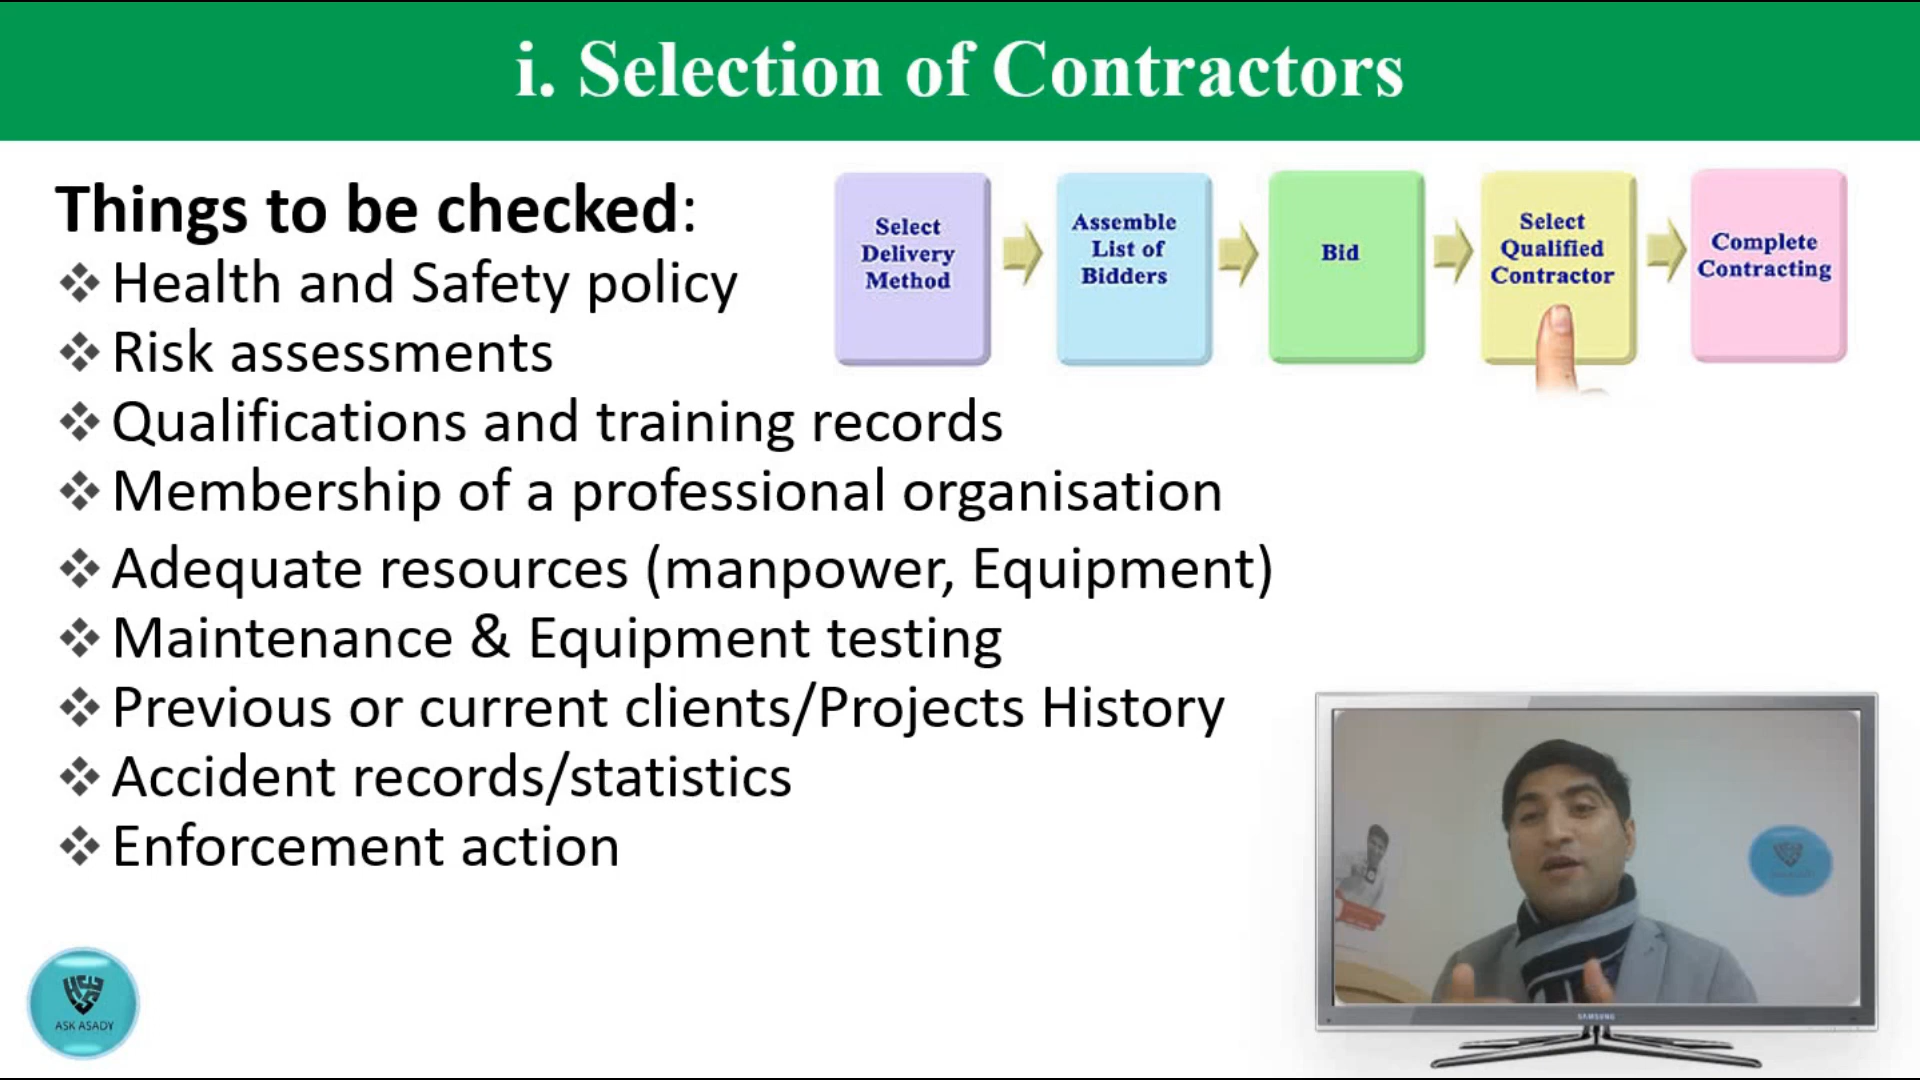 i. Selection of Contractors
Things to be checked:
❖ Health and Safety policy
❖ Risk assessments
❖ Qualifications and training records
❖ Membership of a professional organisation
❖ Adequate resources (manpower, Equipment)
❖ Maintenance & Equipment testing
❖ Previous or current clients/Projects History
❖ Accident records/statistics
❖ Enforcement action
Select
Delivery
Method
Assemble
List of
Bidders
Bid
Select
Qualified
Contractor
Complete
Contracting
SAMSUNG
ASK ASADY